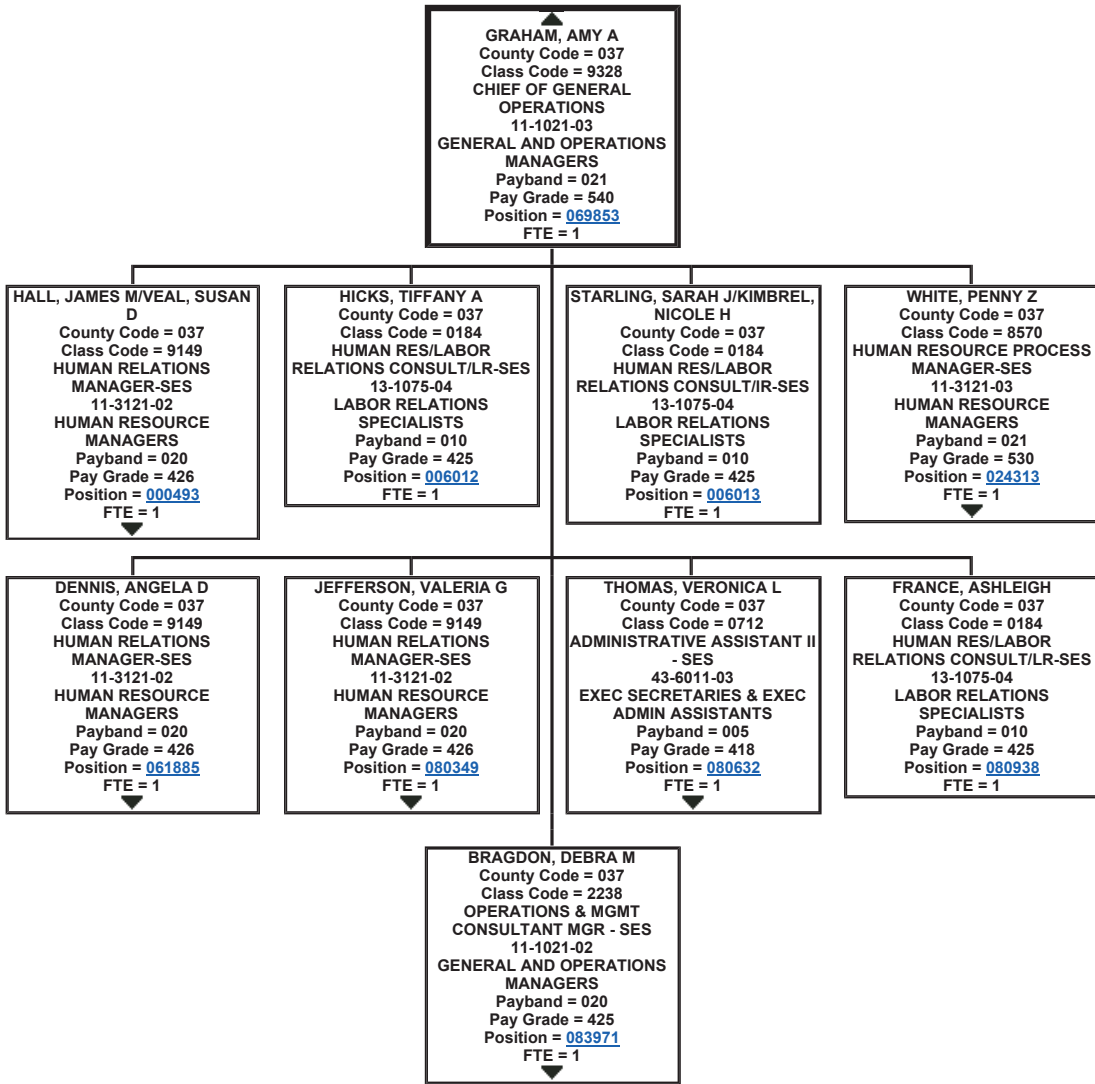 GRAHAM, AMY A
County Code = 037
Class Code = 9328
CHIEF OF GENERAL
OPERATIONS
11-1021-03
GENERAL AND OPERATIONS
MANAGERS
Payband = 021
Pay Grade = 540
Position = 069853
FTE = 1
HALL, JAMES M/VEAL, SUSAN
D
County Code = 037
Class Code = 9149
HUMAN RELATIONS
MANAGER-SES
11-3121-02
HUMAN RESOURCE
MANAGERS
Payband = 020
Pay Grade = 426
Position = 000493
FTE = 1
HICKS, TIFFANY A
County Code = 037
Class Code = 0184
HUMAN RES/LABOR
RELATIONS CONSULT/LR-SES
13-1075-04
LABOR RELATIONS
SPECIALISTS
Payband = 010
Pay Grade = 425
Position = 006012
FTE = 1
STARLING, SARAH J/KIMBREL,
NICOLE H
County Code = 037
Class Code = 0184
HUMAN RES/LABOR
RELATIONS CONSULT/IR-SES
13-1075-04
LABOR RELATIONS
SPECIALISTS
Payband = 010
Pay Grade = 425
Position = 006013
FTE = 1
WHITE, PENNY Z
County Code = 037
Class Code = 8570
HUMAN RESOURCE PROCESS
MANAGER-SES
11-3121-03
HUMAN RESOURCE
MANAGERS
Payband = 021
Pay Grade = 530
Position = 024313
FTE = 1
DENNIS, ANGELA D
County Code = 037
Class Code = 9149
HUMAN RELATIONS
MANAGER-SES
11-3121-02
HUMAN RESOURCE
MANAGERS
Payband = 020
Pay Grade = 426
Position = 061885
FTE = 1
JEFFERSON, VALERIA G
County Code = 037
Class Code = 9149
HUMAN RELATIONS
MANAGER-SES
11-3121-02
HUMAN RESOURCE
MANAGERS
Payband = 020
Pay Grade = 426
Position = 080349
FTE = 1
THOMAS, VERONICA L
County Code = 037
Class Code = 0712
ADMINISTRATIVE ASSISTANT II
- SES
43-6011-03
EXEC SECRETARIES & EXEC
ADMIN ASSISTANTS
Payband = 005
Pay Grade = 418
Position = 080632
FTE = 1
FRANCE, ASHLEIGH
County Code = 037
Class Code = 0184
HUMAN RES/LABOR
RELATIONS CONSULT/LR-SES
13-1075-04
LABOR RELATIONS
SPECIALISTS
Payband = 010
Pay Grade = 425
Position = 080938
FTE = 1
BRAGDON, DEBRA M
County Code = 037
Class Code = 2238
OPERATIONS & MGMT
CONSULTANT MGR - SES
11-1021-02
GENERAL AND OPERATIONS
MANAGERS
Payband = 020
Pay Grade = 425
Position = 083971
FTE = 1